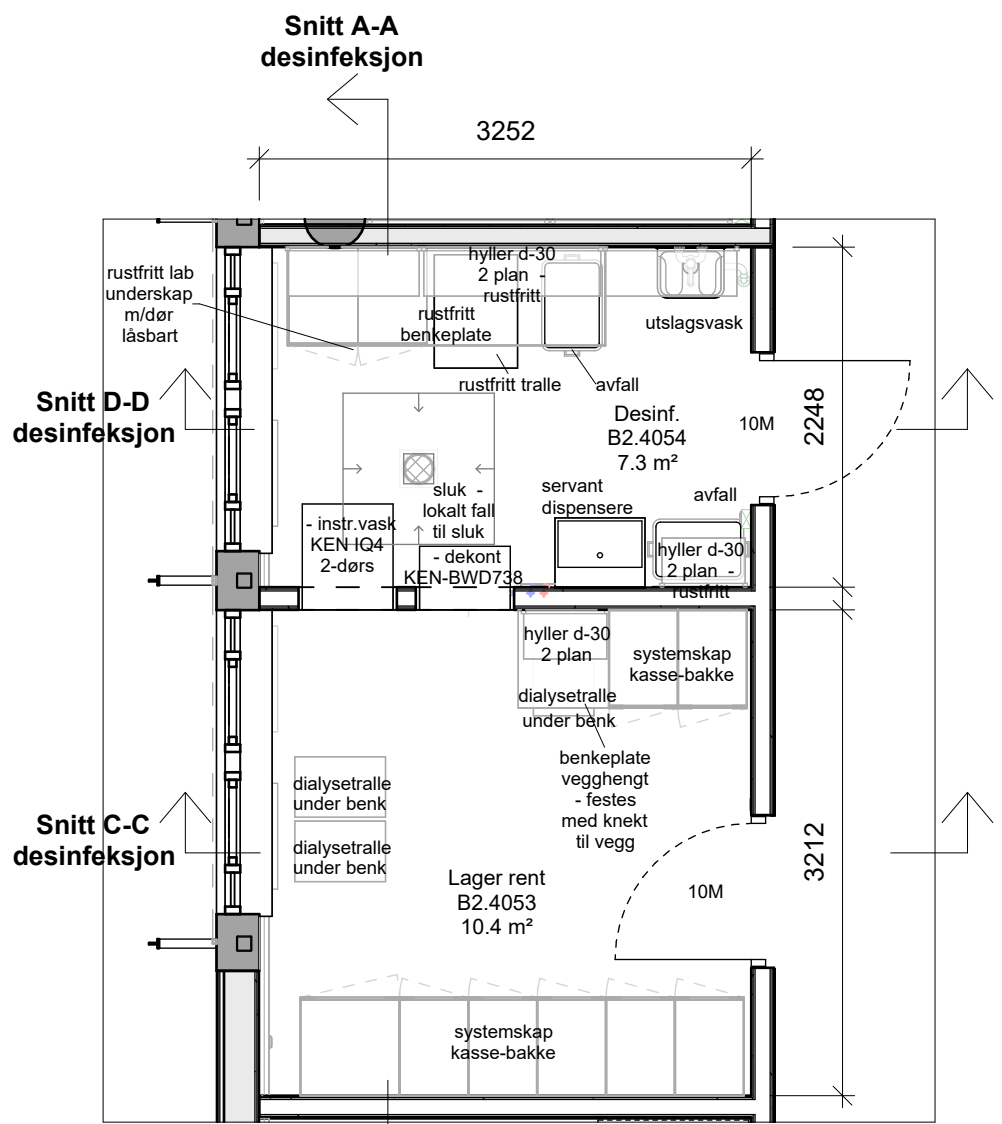 Snitt A-A
desinfeksjon
3252
hyller d-30
2 plan -
rustfritt
rustfritt lab
underskap
m/dør
låsbart
rustfritt
benkeplate
utslagsvask
rustfritt tralle
avfall
Snitt D-D
desinfeksjon
Desinf.
B2.4054
7.3 m²
10M
2248
sluk -
lokalt fall
til sluk
servant
dispensere
avfall
- instr.vask
KEN IQ4
2-dørs
- dekont
KEN-BWD738
hyller d-30
2 plan -
rustfritt
hyller d-30
2 plan
systemskap
kasse-bakke
dialysetralle
under benk
benkeplate
vegghengt
- festes
med knekt
til vegg
dialysetralle
under benk
dialysetralle
under benk
Snitt C-C
desinfeksjon
Lager rent
B2.4053
10.4 m²
10M
3212
systemskap
kasse-bakke